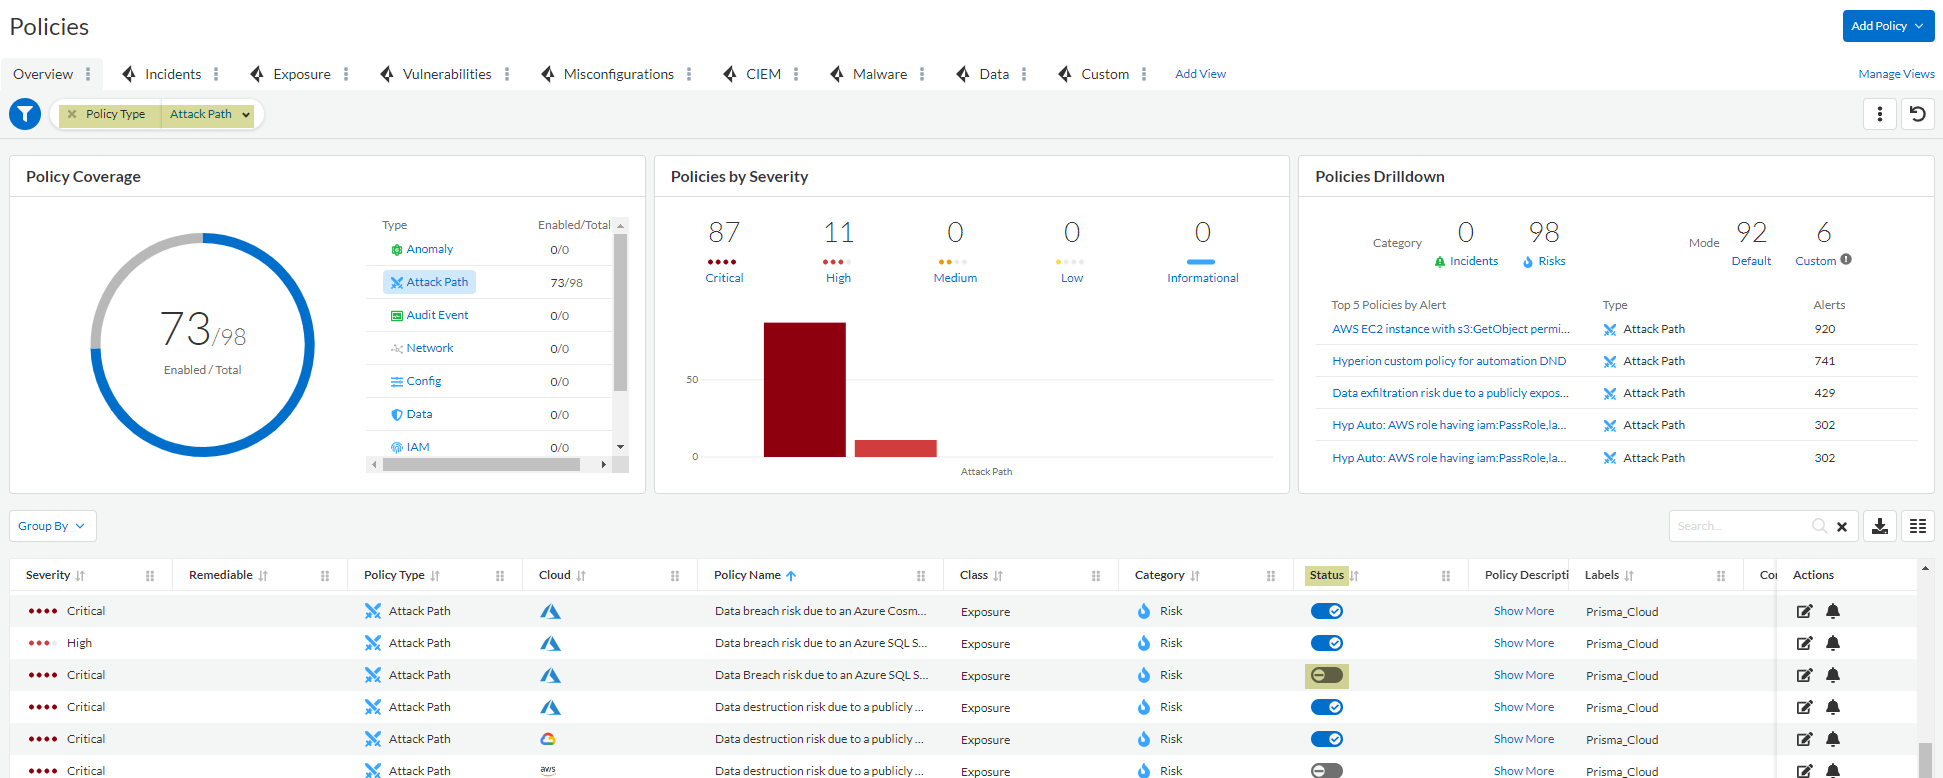 Policies
Add Policy
Overview Incidents Exposure Vulnerabilities Misconfigurations CIEM Malware Data Custom Add View Manage Views
Policy Type Attack Path
Policy Coverage
Type Enabled/Total
Anomaly 0/0
Attack Path 73/98
Audit Event 0/0
Network 0/0
Config 0/0
Data 0/0
IAM 0/0
73/98
Enabled / Total
Policies by Severity
87 11 0 0 0
Critical High Medium Low Informational
50
0
Attack Path
Policies Drilldown
Category 0 Incidents 98 Risks Mode 92 Default 6 Custom
Top 5 Policies by Alert Type Alerts
AWS EC2 instance with s3:GetObject permi... Attack Path 920
Hyperion custom policy for automation DND Attack Path 741
Data exfiltration risk due to a publicly expos... Attack Path 429
Hyp Auto: AWS role having iam:PassRole,la... Attack Path 302
Hyp Auto: AWS role having iam:PassRole,la... Attack Path 302
Group By Search...
Severity Remediable Policy Type Cloud Policy Name Class Category Status Policy Descripti Labels Co Actions
Critical Attack Path Data breach risk due to an Azure Cosm... Exposure Risk Show More Prisma_Cloud
High Attack Path Data breach risk due to an Azure SQL S... Exposure Risk Show More Prisma_Cloud
Critical Attack Path Data Breach risk due to an Azure SQL S... Exposure Risk Show More Prisma_Cloud
Critical Attack Path Data destruction risk due to a publicly ... Exposure Risk Show More Prisma_Cloud
Critical Attack Path Data destruction risk due to a publicly ... Exposure Risk Show More Prisma_Cloud
Critical Attack Path aws Data destruction risk due to a publicly ... Exposure Risk Show More Prisma_Cloud